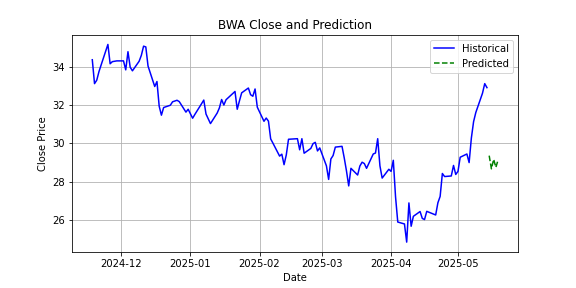 BWA Close and Prediction
Historical
Predicted
Close Price
34
32
30
28
26
2024-12
2025-01
2025-02
2025-03
2025-04
2025-05
Date